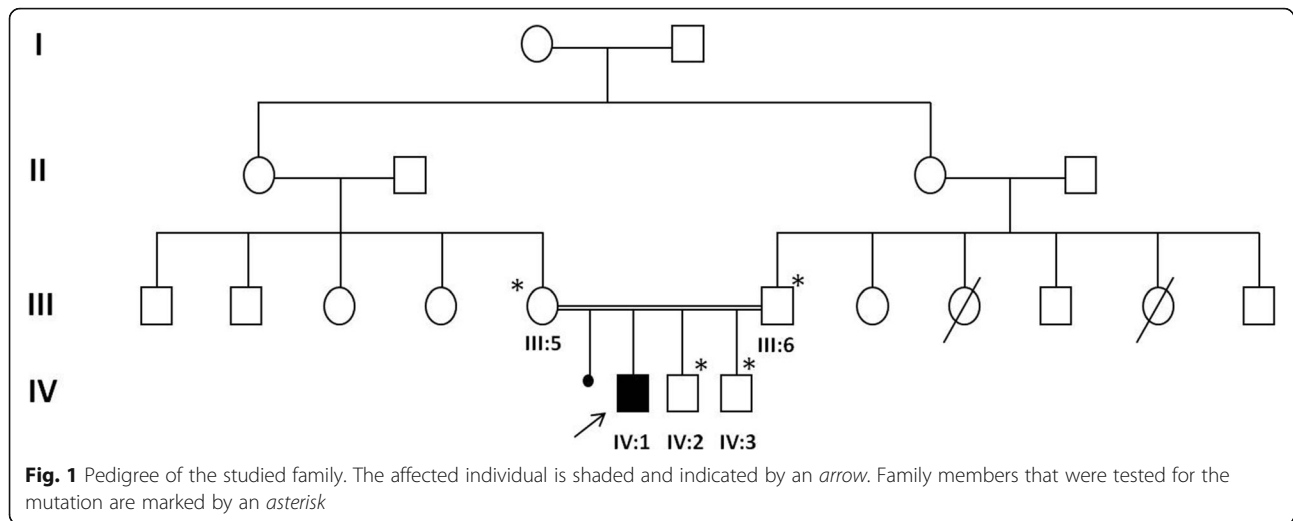 I
II
* *
III
III:5 III:6
* *
IV
IV:1 IV:2 IV:3
Fig. 1 Pedigree of the studied family. The affected individual is shaded and indicated by an arrow. Family members that were tested for the
mutation are marked by an asterisk